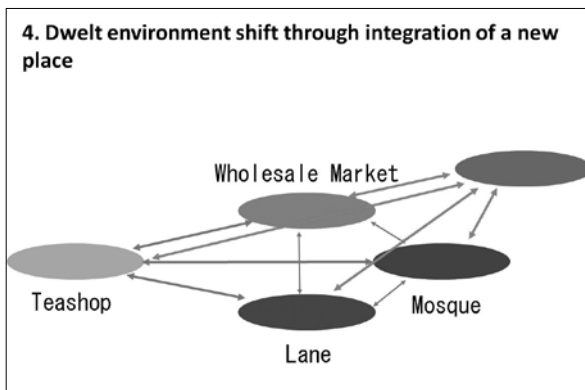 4. Dwelt environment shift through integration of a new
place
Wholesale Market
Teashop
Mosque
Lane